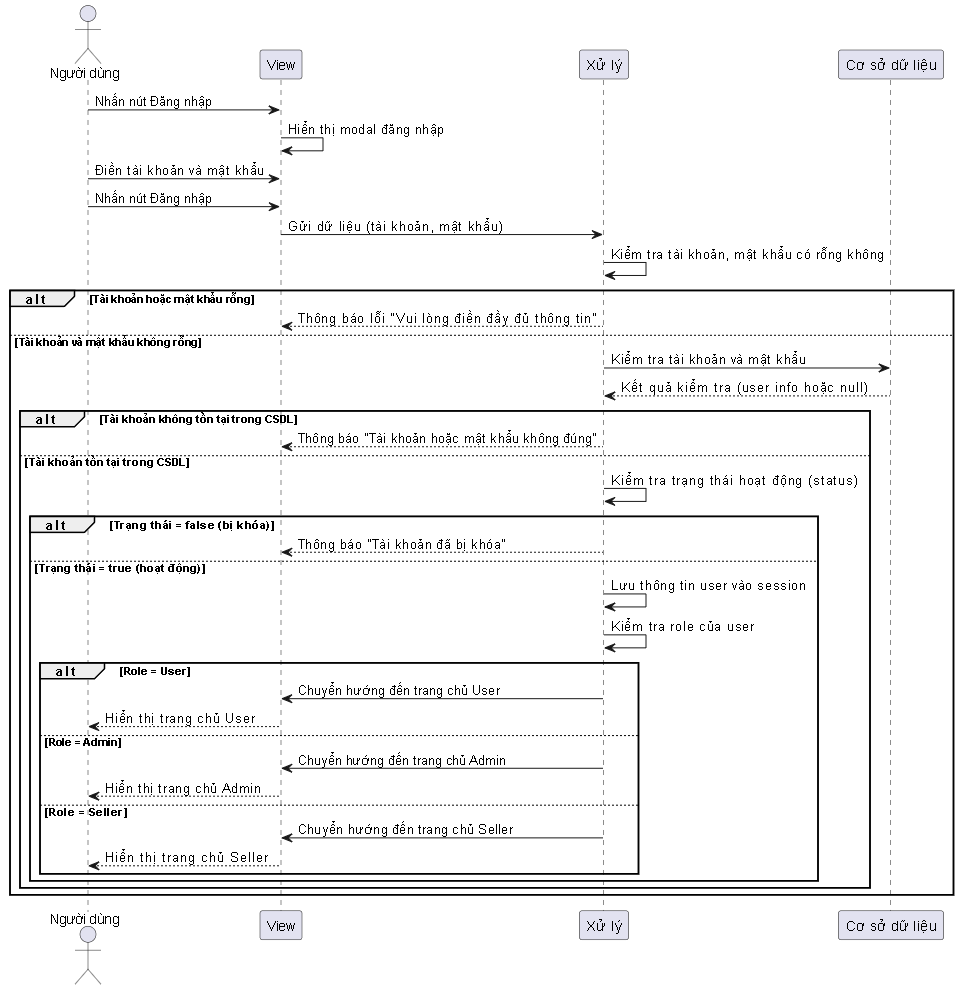 Người dùng
View
Xử lý
Cơ sở dữ liệu
Nhấn nút Đăng nhập
Hiển thị modal đăng nhập
Điền tài khoản và mật khẩu
Nhấn nút Đăng nhập
Gửi dữ liệu (tài khoản, mật khẩu)
Kiểm tra tài khoản, mật khẩu có rỗng không
alt [Tài khoản hoặc mật khẩu rỗng]
Thông báo lỗi "Vui lòng điền đầy đủ thông tin"
[Tài khoản và mật khẩu không rỗng]
Kiểm tra tài khoản và mật khẩu
Kết quả kiểm tra (user info hoặc null)
alt [Tài khoản không tồn tại trong CSDL]
Thông báo "Tài khoản hoặc mật khẩu không đúng"
[Tài khoản tồn tại trong CSDL]
Kiểm tra trạng thái hoạt động (status)
alt [Trạng thái = false (bị khóa)]
Thông báo "Tài khoản đã bị khóa"
[Trạng thái = true (hoạt động)]
Lưu thông tin user vào session
Kiểm tra role của user
alt [Role = User]
Chuyển hướng đến trang chủ User
Hiển thị trang chủ User
[Role = Admin]
Chuyển hướng đến trang chủ Admin
Hiển thị trang chủ Admin
[Role = Seller]
Chuyển hướng đến trang chủ Seller
Hiển thị trang chủ Seller
Người dùng
View
Xử lý
Cơ sở dữ liệu